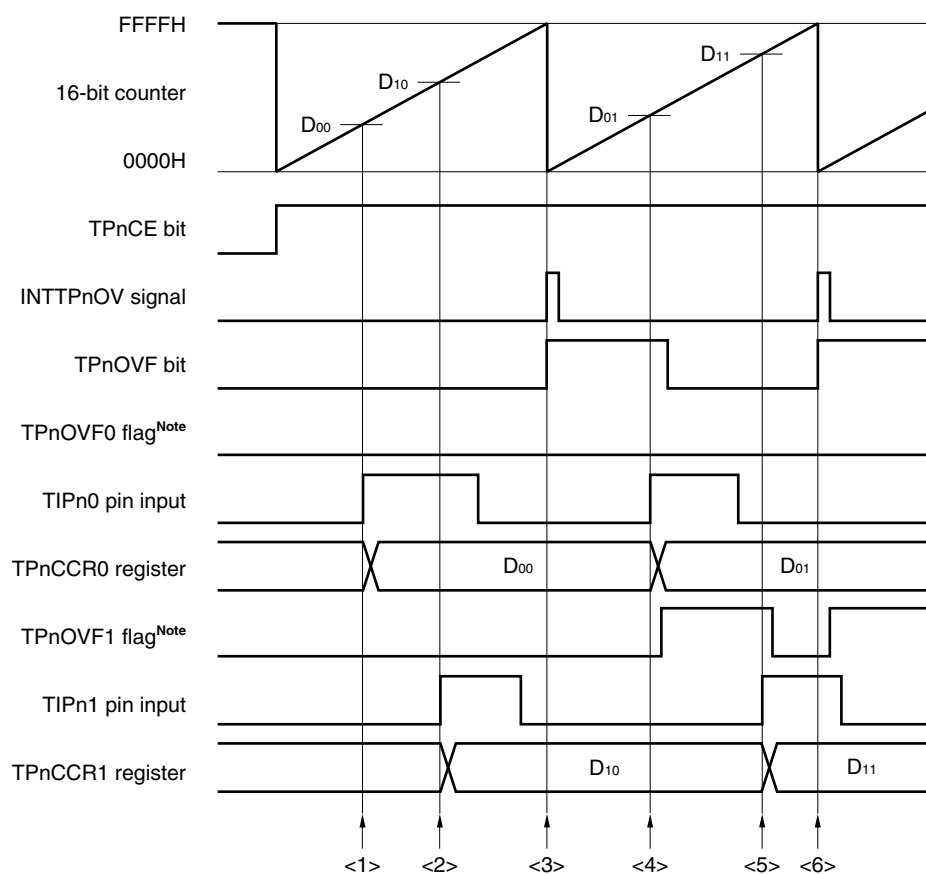 FFFFH
16-bit counter
0000H
D10
D00
D11
D01
TPnCE bit
INTTPnOV signal
TPnOVF bit
TPnOVF0 flagNote
TIPn0 pin input
TPnCCR0 register
D00
D01
TPnOVF1 flagNote
TIPn1 pin input
TPnCCR1 register
D10
D11
<1> <2> <3> <4> <5> <6>